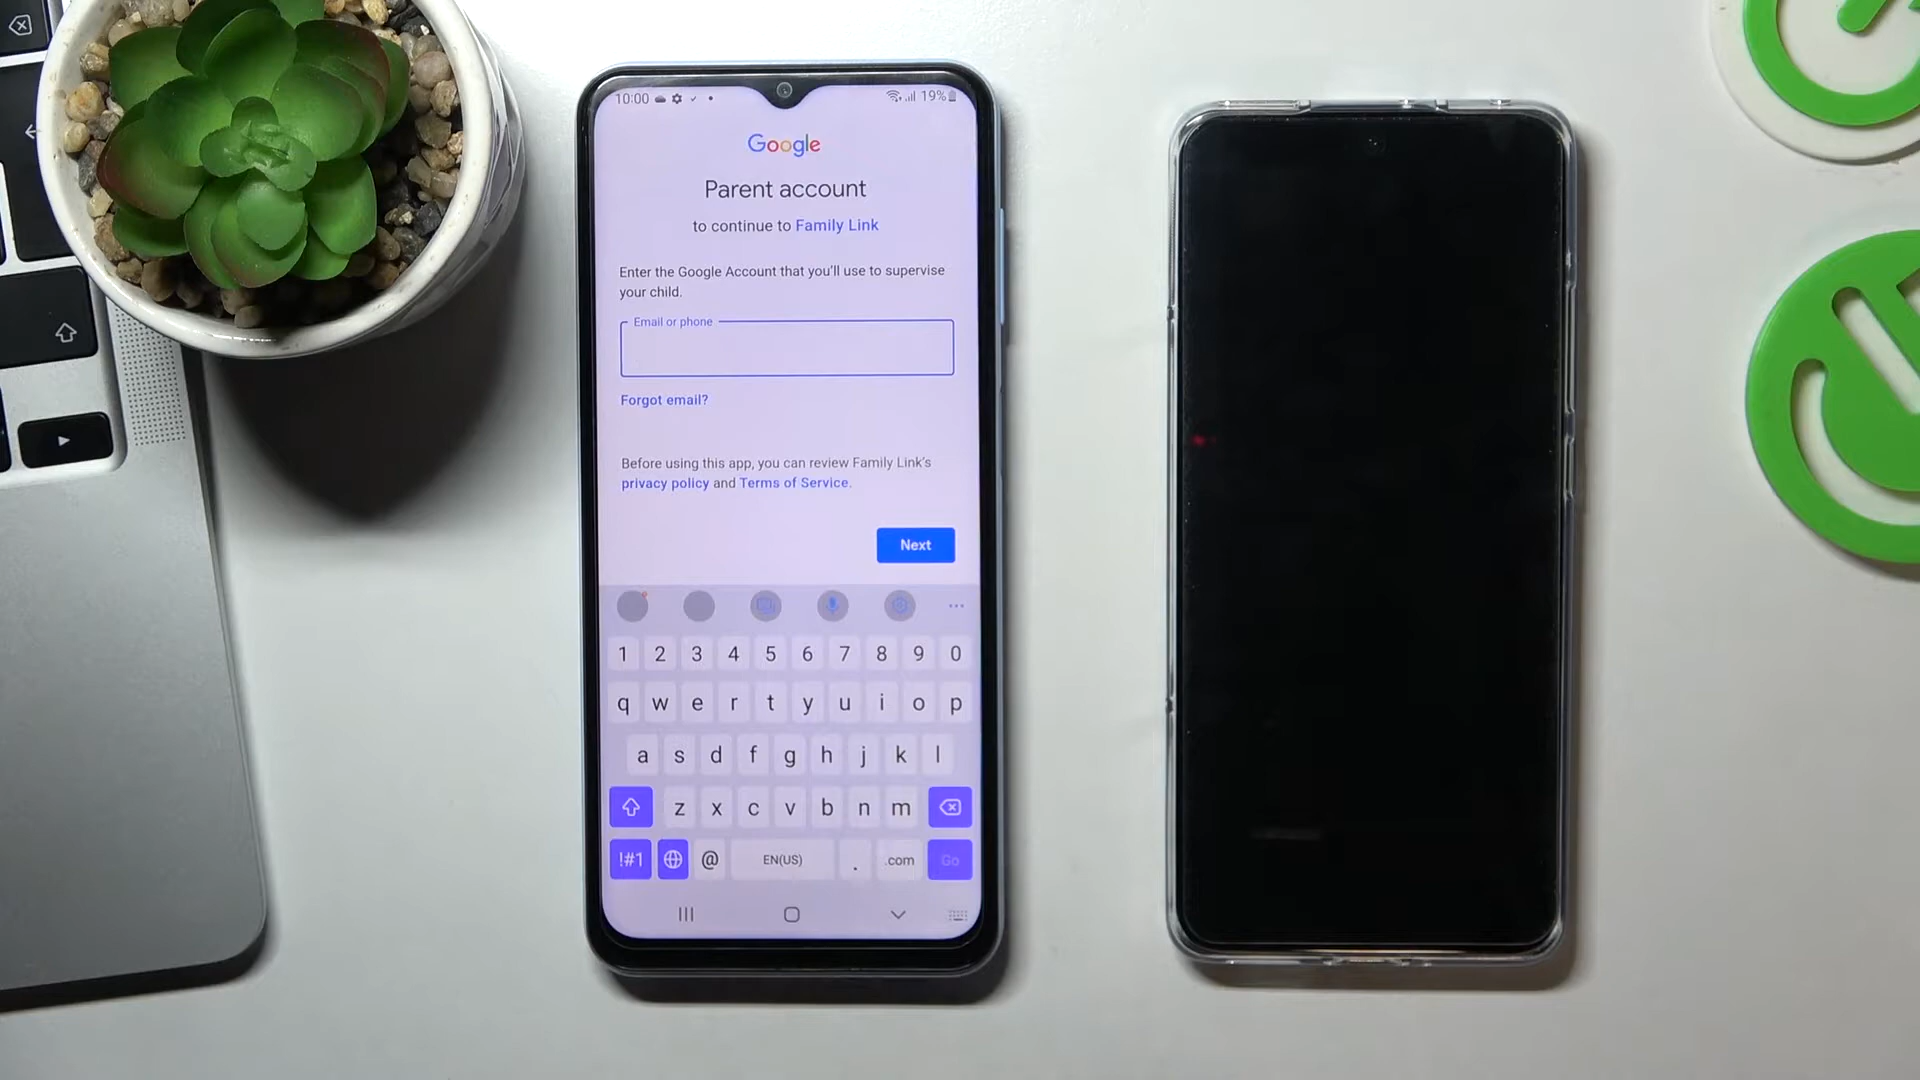 10:00
19%
Google
Parent account
to continue to Family Link
Enter the Google Account that you'll use to supervise
your child.
Email or phone
Forgot email?
Before using this app, you can review Family Link's
privacy policy and Terms of Service.
Next
1 2 3 4 5 6 7 8 9 0
q w e r t y u i o p
a s d f g h j k l
z x c v b n m
!#1 @ EN(US) . .com Go